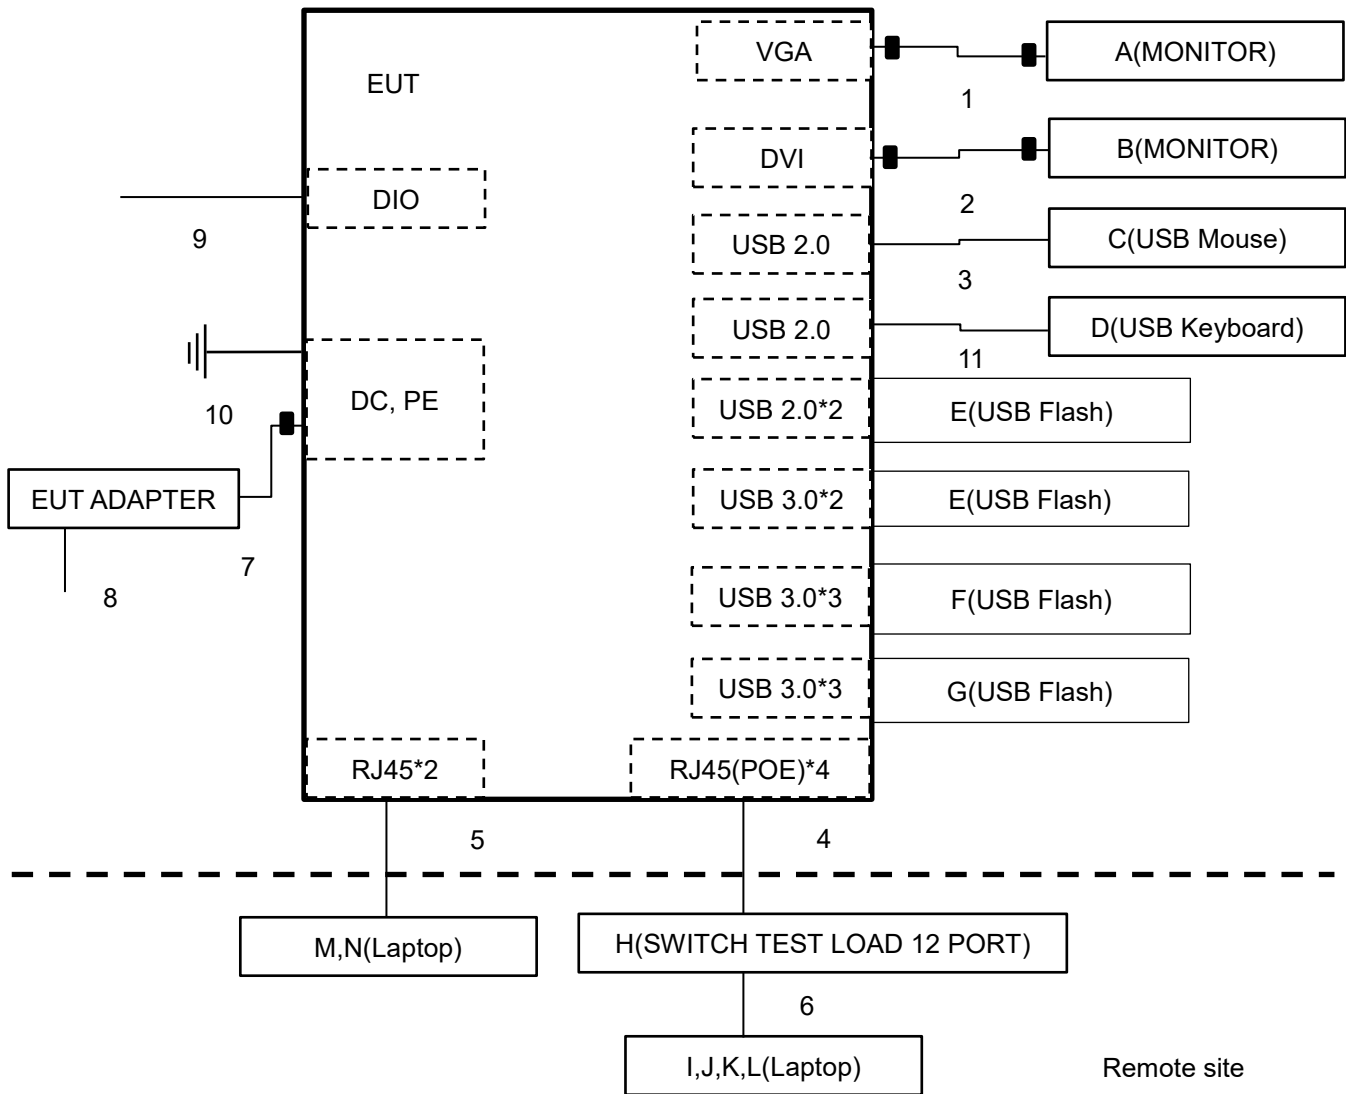 VGA
A(MONITOR)
EUT
1
DVI
B(MONITOR)
DIO
2
9
USB 2.0
C(USB Mouse)
3
USB 2.0
D(USB Keyboard)
11
DC, PE
10
USB 2.0*2
E(USB Flash)
EUT ADAPTER
USB 3.0*2
E(USB Flash)
7
8
USB 3.0*3
F(USB Flash)
USB 3.0*3
G(USB Flash)
RJ45*2
RJ45(POE)*4
5
4
M,N(Laptop)
H(SWITCH TEST LOAD 12 PORT)
6
I,J,K,L(Laptop)
Remote site